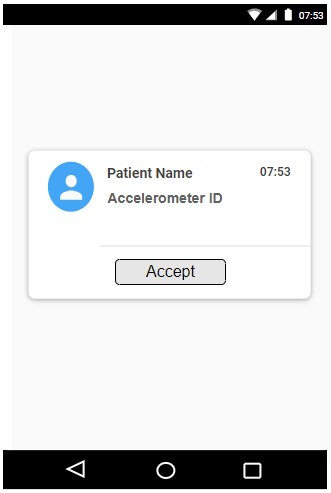 07:53
Patient Name 07:53
Accelerometer ID
Accept